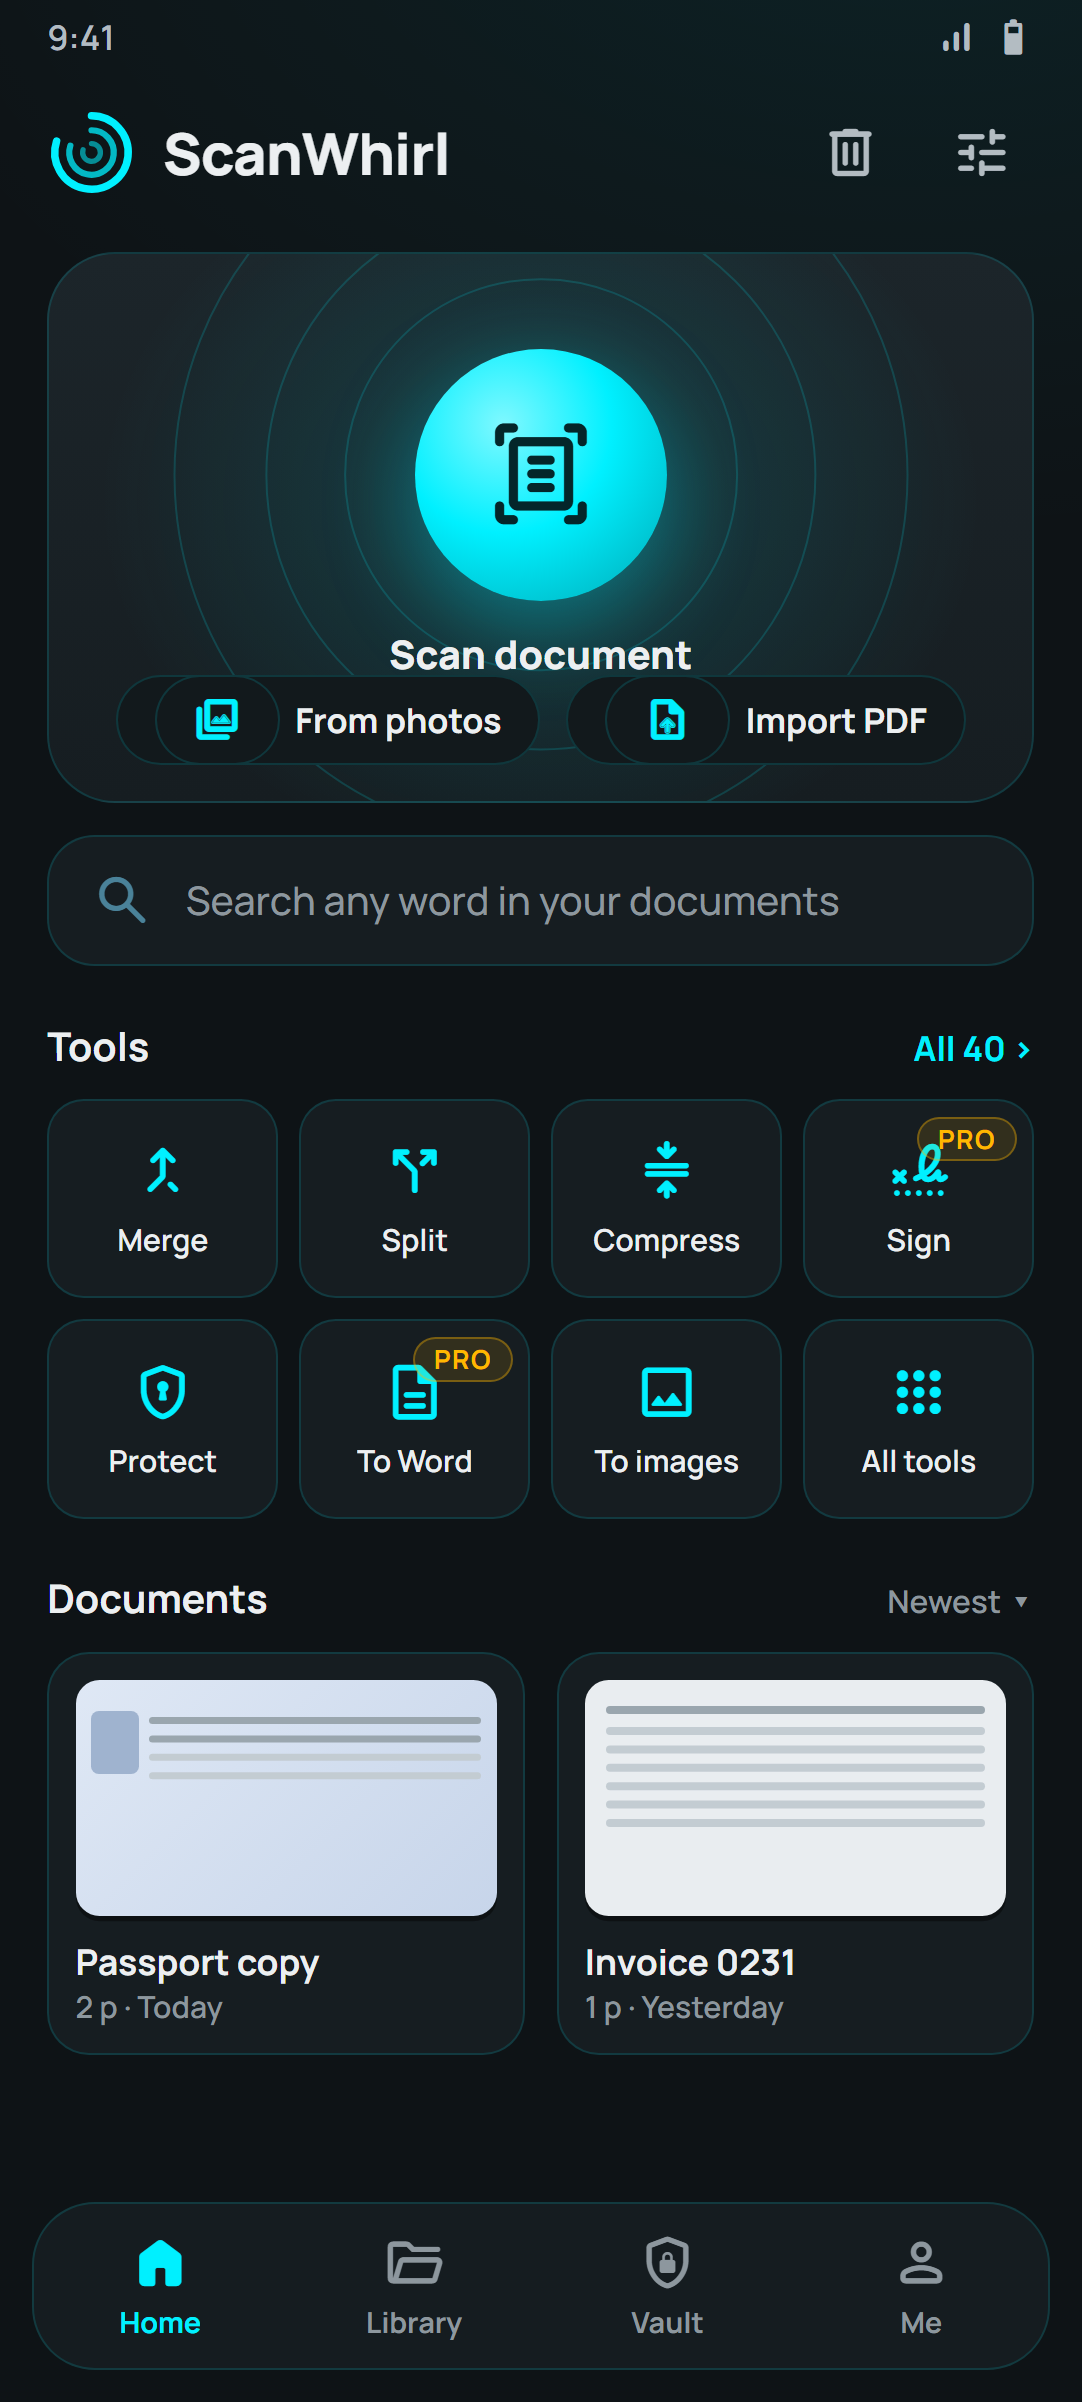 9:41
ScanWhirl
Scan document
From photos
Import PDF
Search any word in your documents
Tools
All 40 ›
Merge
Split
Compress
PRO
Sign
Protect
PRO
To Word
To images
All tools
Documents
Newest ▾
Passport copy
2 p · Today
Invoice 0231
1 p · Yesterday
Home
Library
Vault
Me